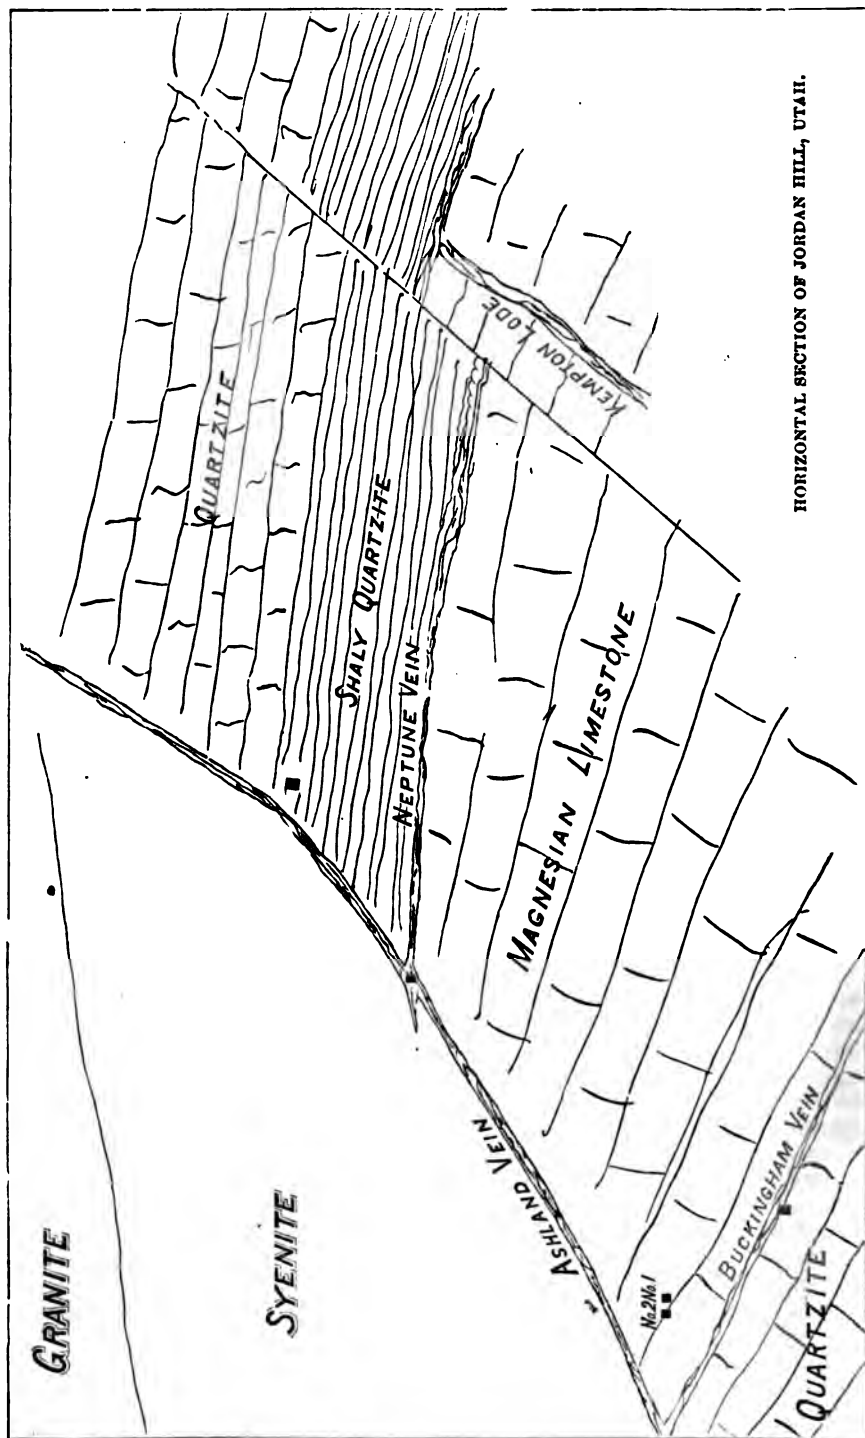 GRANITE
SYENITE
QUARTZITE
SHALY QUARTZITE
NEPTUNE VEIN
KEMPTON LODE
ASHLAND VEIN
MAGNESIAN LIMESTONE
No.2 No.1
BUCKINGHAM VEIN
QUARTZITE
HORIZONTAL SECTION OF JORDAN HILL, UTAH.